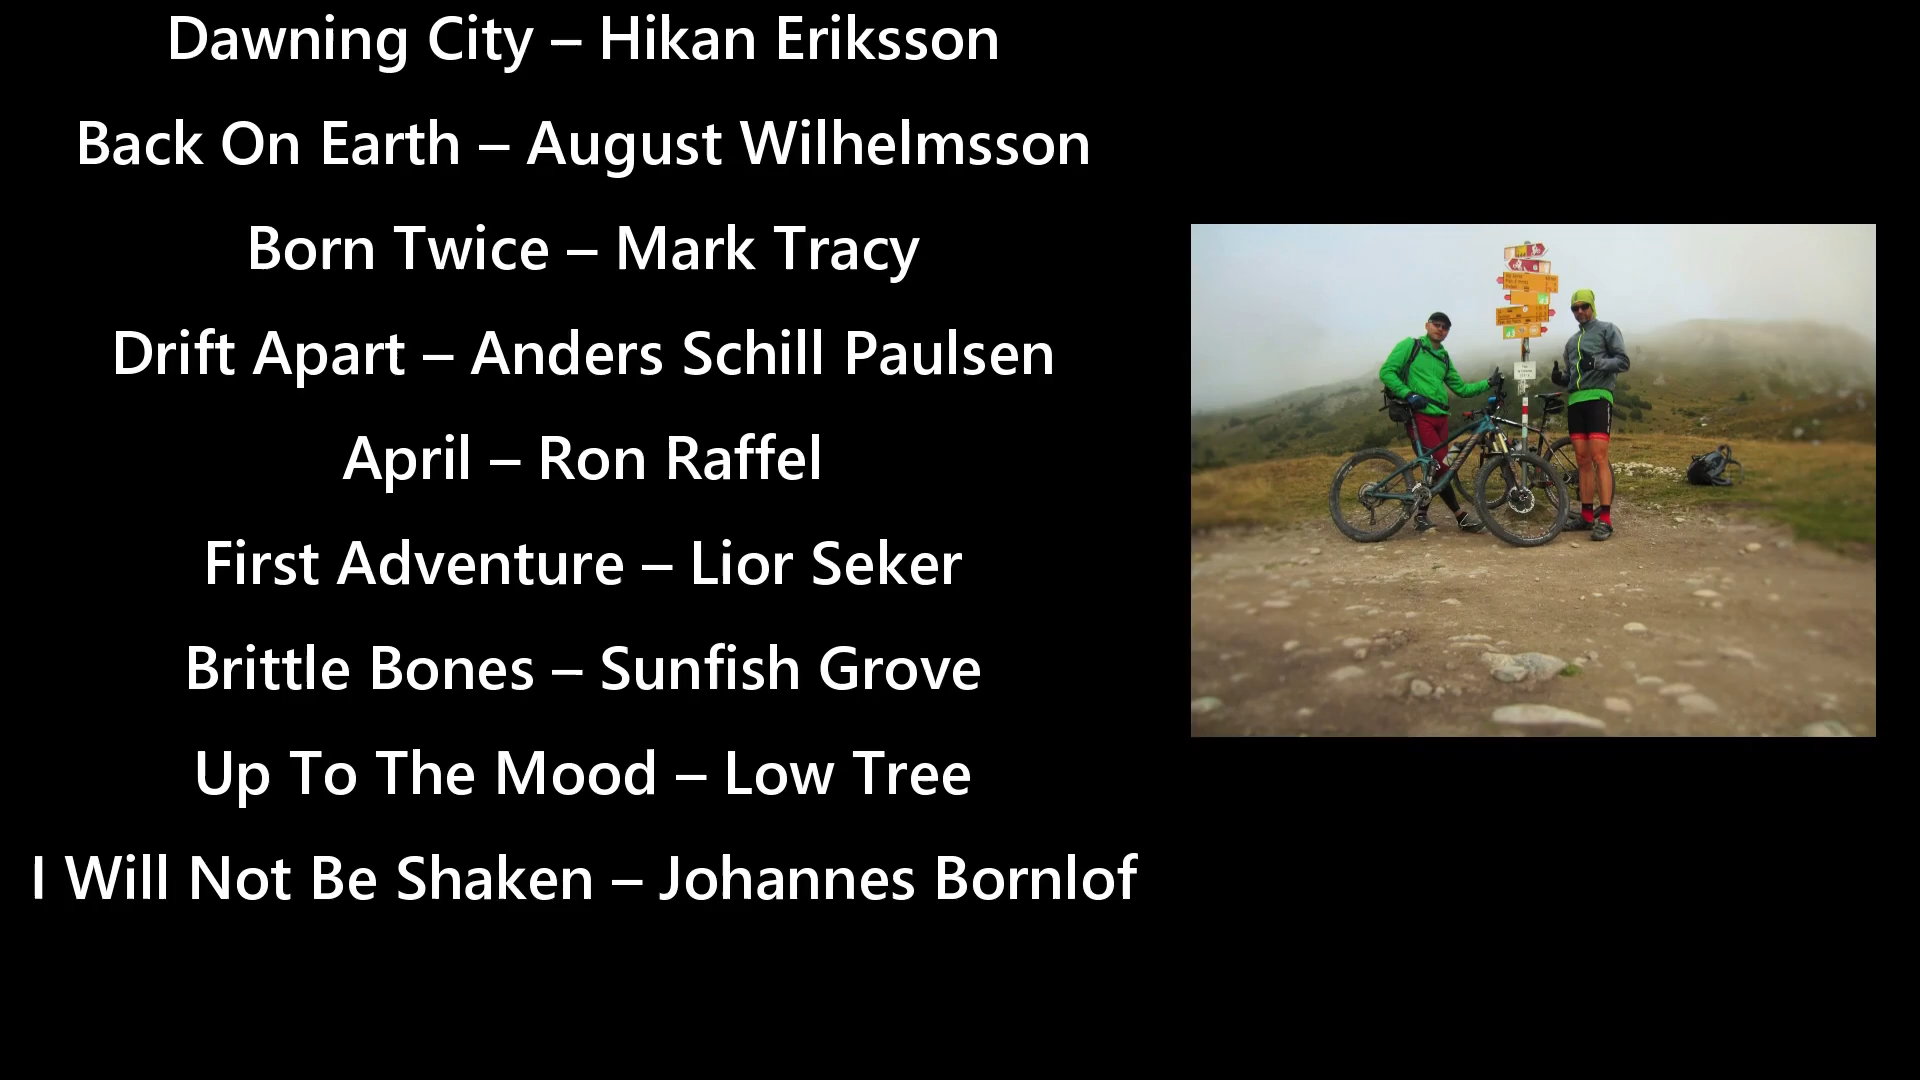 Dawning City – Hikan Eriksson
Back On Earth – August Wilhelmsson
Born Twice – Mark Tracy
Drift Apart – Anders Schill Paulsen
April – Ron Raffel
First Adventure – Lior Seker
Brittle Bones – Sunfish Grove
Up To The Mood – Low Tree
I Will Not Be Shaken – Johannes Bornlof